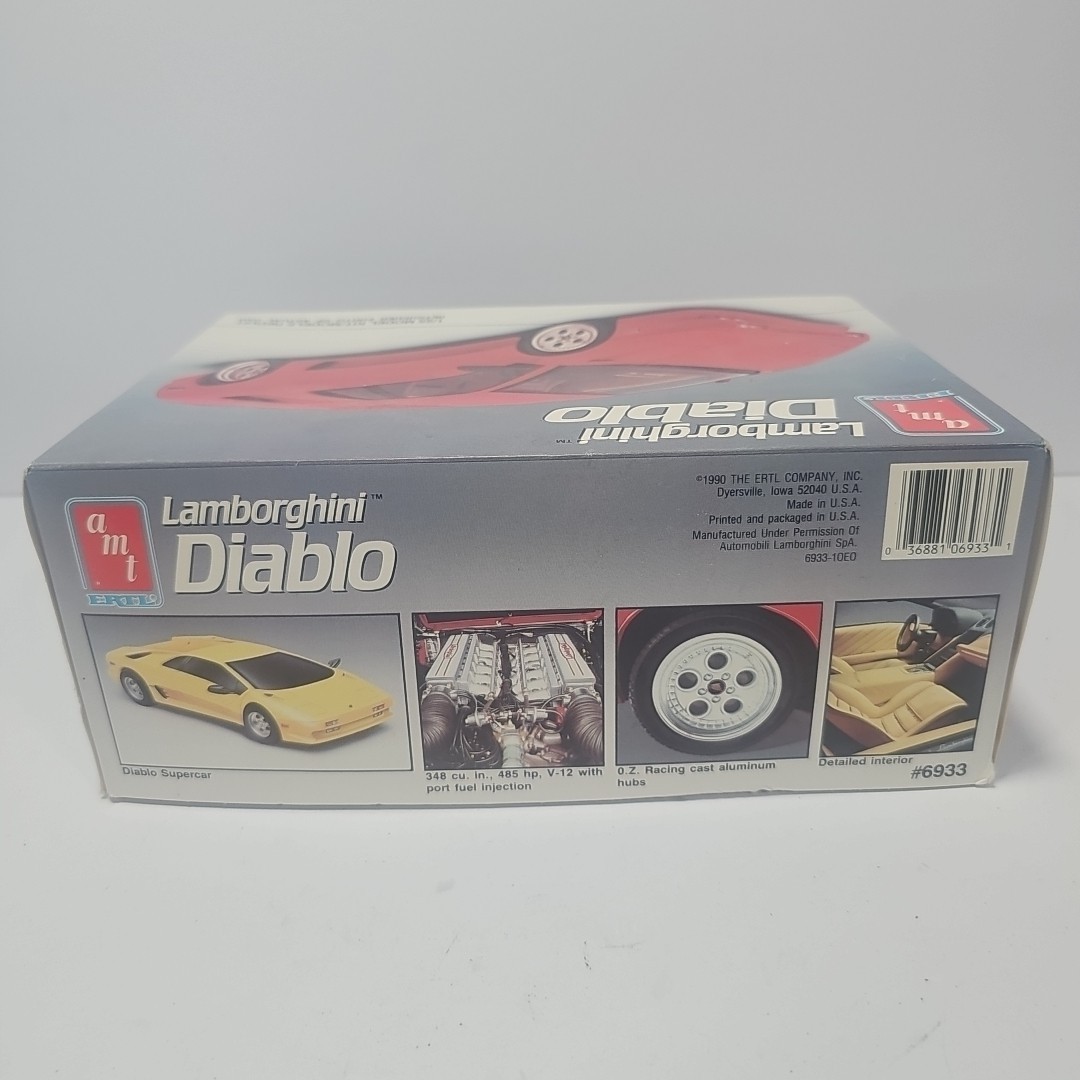 amt
ERTL
Lamborghini™
Diablo
amt
ERTL
Lamborghini™
Diablo
©1990 THE ERTL COMPANY, INC.
Dyersville, Iowa 52040 U.S.A.
Made in U.S.A.
Printed and packaged in U.S.A.
Manufactured Under Permission Of
Automobili Lamborghini SpA.
6933-10EO
0 36881 06933 1
Diablo Supercar
348 cu. in., 485 hp, V-12 with
port fuel injection
O.Z. Racing cast aluminum
hubs
Detailed interior
#6933